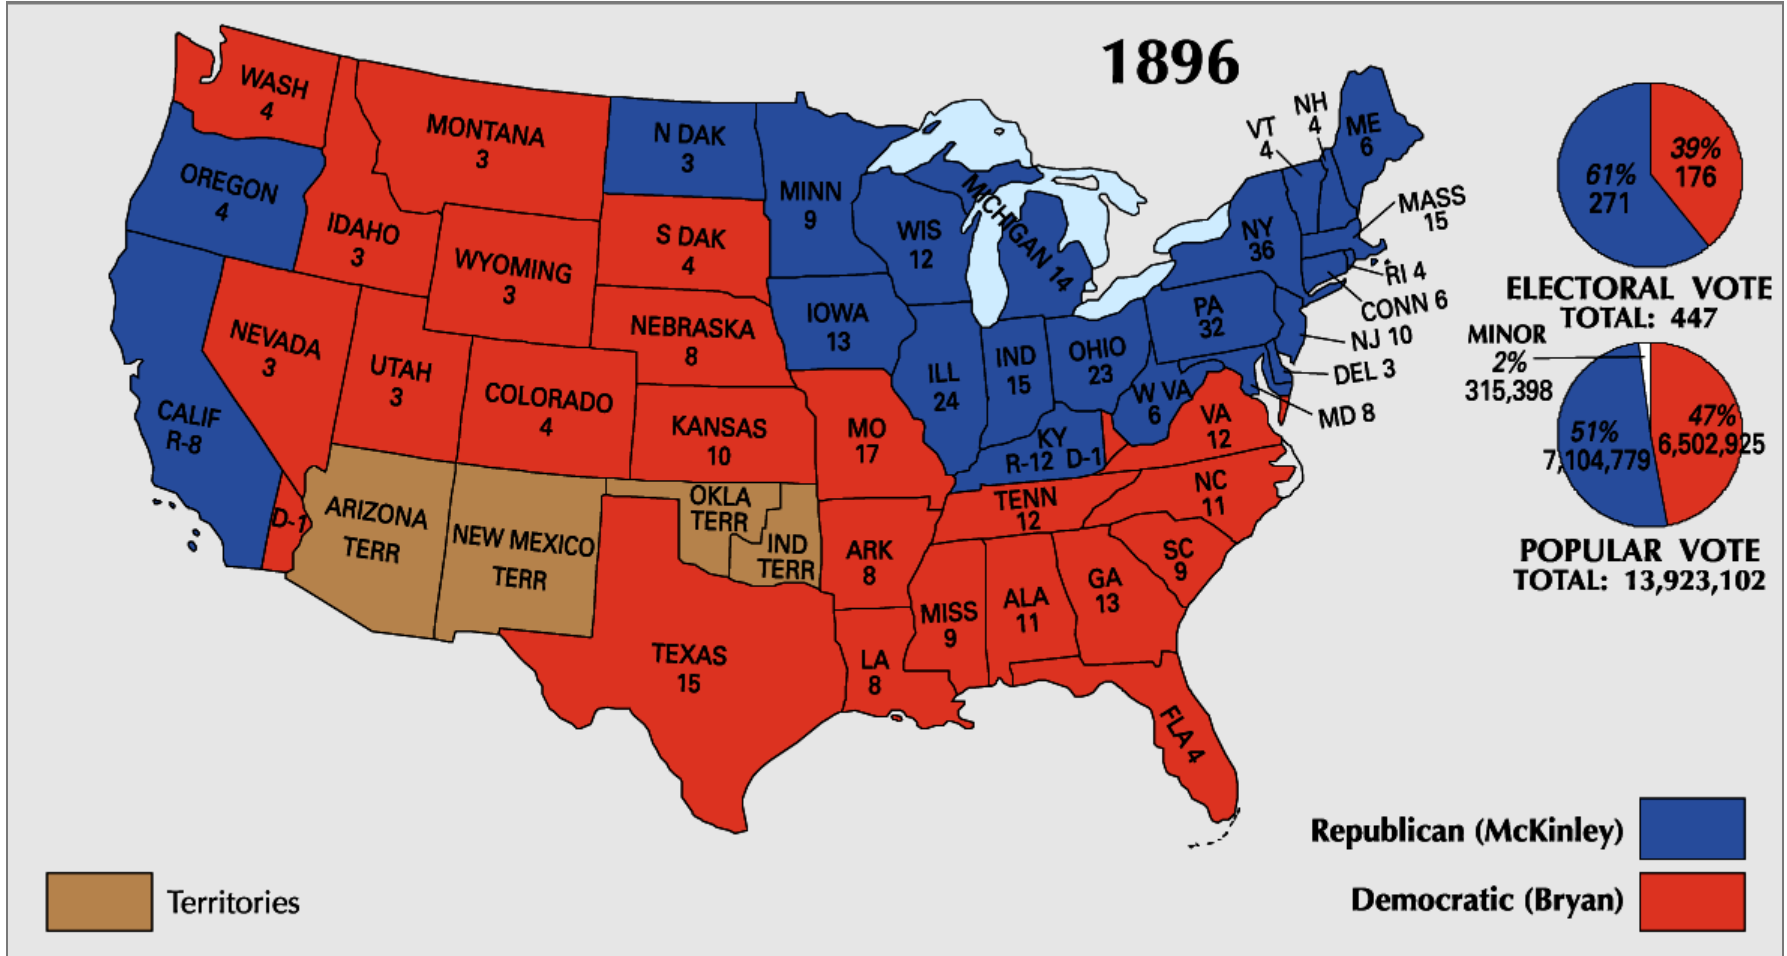 1896
WASH
4
MONTANA
3
N DAK
3
MINN
9
OREGON
4
IDAHO
3
WYOMING
3
S DAK
4
WIS
12
MICHIGAN 14
VT
4
NH
4
ME
6
MASS
15
NY
36
RI 4
CONN 6
NJ 10
DEL 3
MD 8
PA
32
NEVADA
3
UTAH
3
COLORADO
4
NEBRASKA
8
IOWA
13
ILL
24
IND
15
OHIO
23
W VA
6
VA
12
CALIF
R-8
D-1
KANSAS
10
MO
17
KY
R-12 D-1
ARIZONA
TERR
NEW MEXICO
TERR
OKLA
TERR
IND
TERR
ARK
8
TENN
12
NC
11
SC
9
TEXAS
15
LA
8
MISS
9
ALA
11
GA
13
FLA 4
61%
271
39%
176
ELECTORAL VOTE
TOTAL: 447
MINOR
2%
315,398
51%
7,104,779
47%
6,502,925
POPULAR VOTE
TOTAL: 13,923,102
Republican (McKinley)
Democratic (Bryan)
Territories